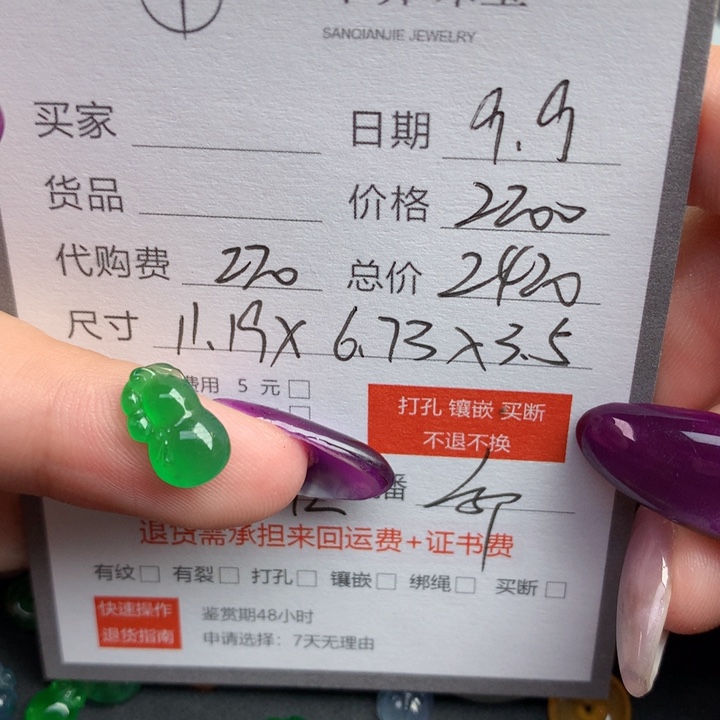 SANQIANJIE JEWELRY
买家 日期 9.9
货品 价格 2200
代购费 220 总价 2420
尺寸 11.19X 6.73X3.5
费用 5 元
打孔 镶嵌 买断
不退不换
播
退货需承担来回运费+证书费
有纹 有裂 打孔 镶嵌 绑绳 买断
快速操作 鉴赏期48小时
退货指南 申请选择：7天无理由